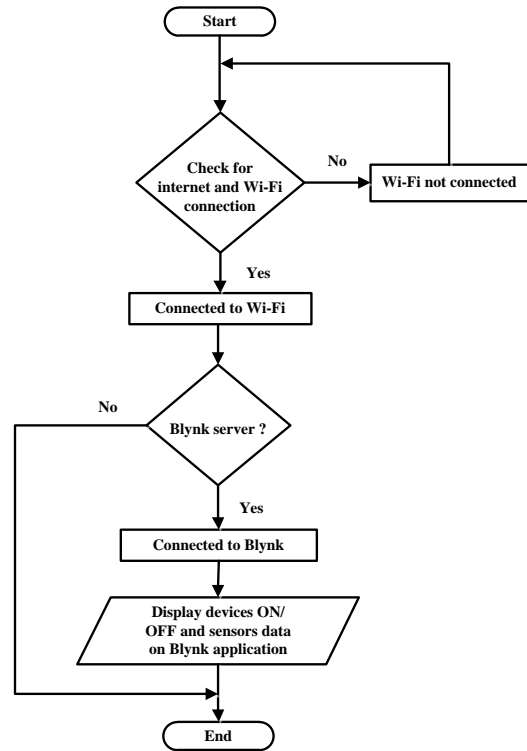 Start
Check for
internet and Wi-Fi
connection
No
Wi-Fi not connected
Yes
Connected to Wi-Fi
No
Blynk server ?
Yes
Connected to Blynk
Display devices ON/
OFF and sensors data
on Blynk application
End